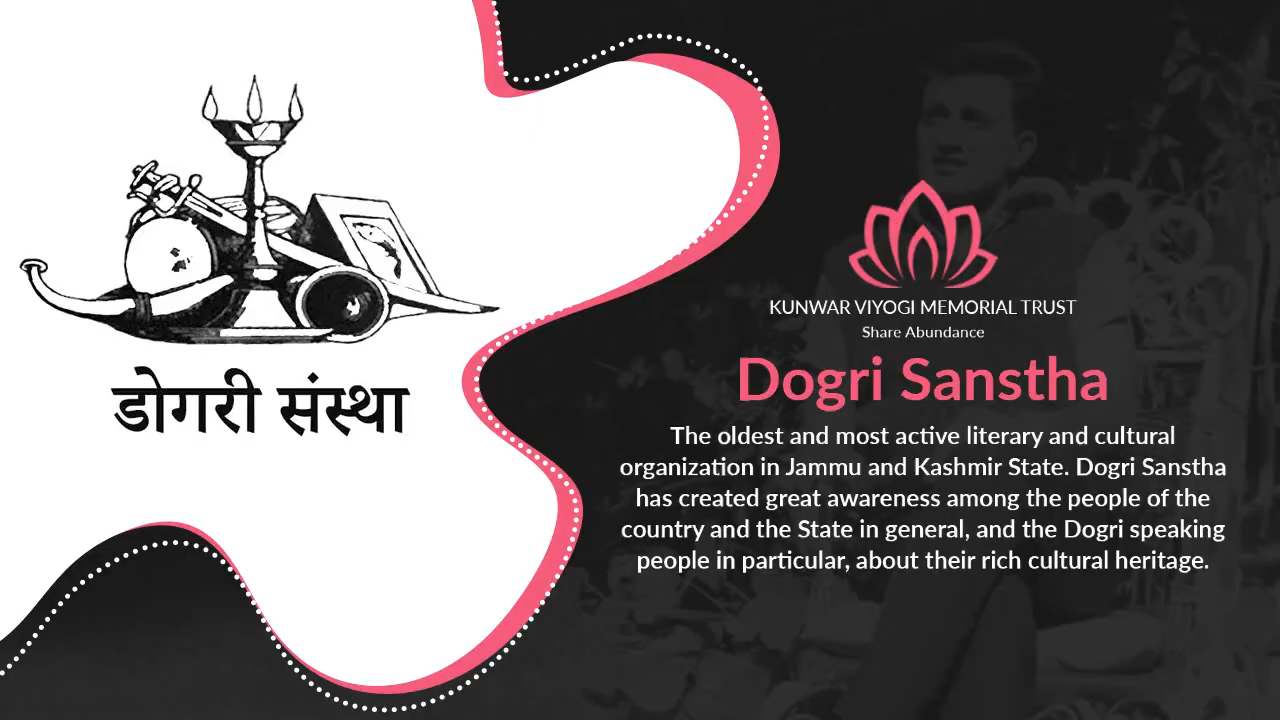 डोगरी संस्था
KUNWAR VIYOGI MEMORIAL TRUST
Share Abundance
Dogri Sanstha
The oldest and most active literary and cultural
organization in Jammu and Kashmir State. Dogri Sanstha
has created great awareness among the people of the
country and the State in general, and the Dogri speaking
people in particular, about their rich cultural heritage.